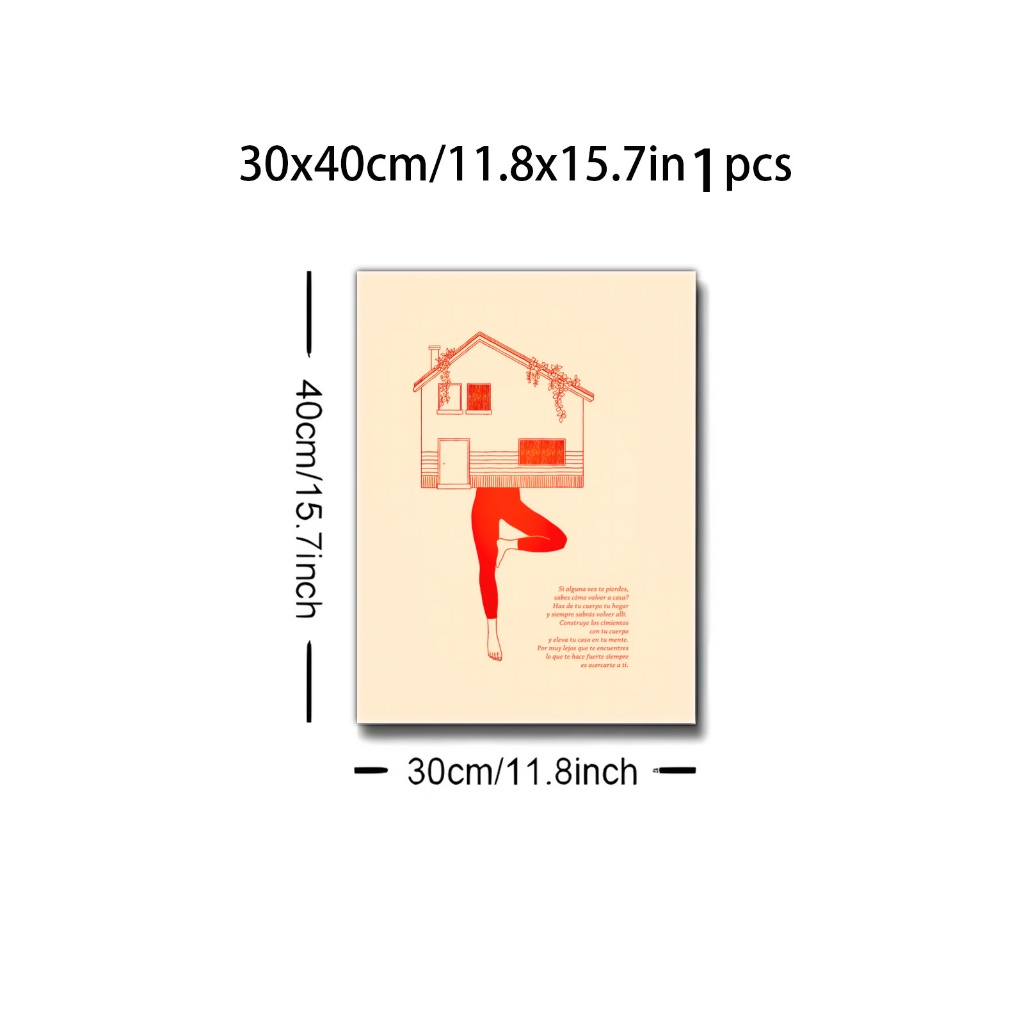 30x40cm/11.8x15.7in 1 pcs
40cm/15.7inch
Si alguna ves te pierdes,
sabes cómo volver a casa?
Haz de tu cuerpo tu hogar
y siempre sabrás volver allí.
Construye los cimientos
con tu cuerpo
y eleva tu casa en tu mente.
Por muy lejos que te encuentres
lo que te hace fuerte siempre
es acercarte a ti.
30cm/11.8inch